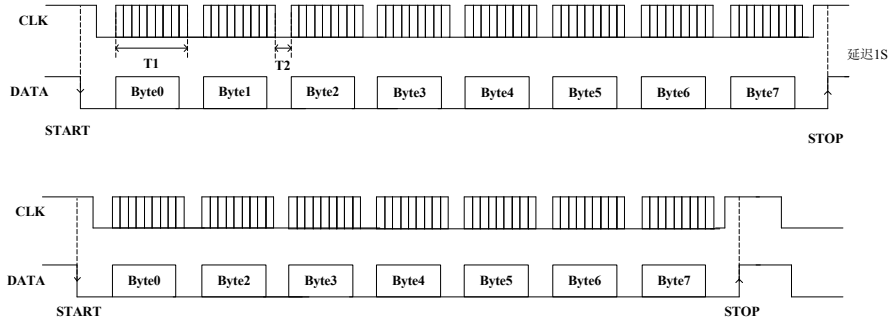 CLK
T1
T2
延迟1S
DATA
Byte0 Byte1 Byte2 Byte3 Byte4 Byte5 Byte6 Byte7
START
STOP
CLK
DATA
Byte0 Byte2 Byte3 Byte4 Byte5 Byte6 Byte7
START
STOP